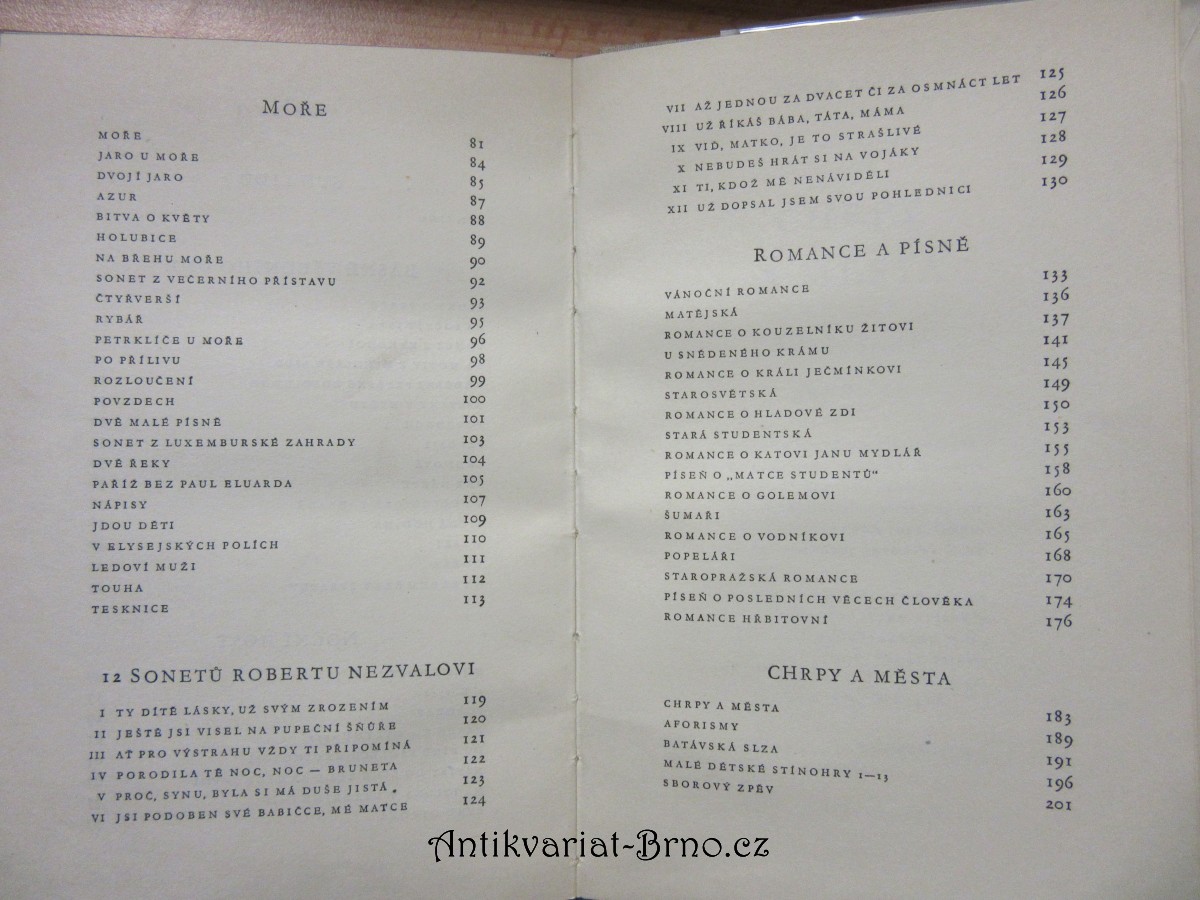 MOŘE
MOŘE 81
JARO U MOŘE 84
DVOJÍ JARO 85
AZUR 87
BITVA O KVĚTY 88
HOLUBICE 89
NA BŘEHU MOŘE 90
SONET Z VEČERNÍHO PŘÍSTAVU 92
ČTYŘVERŠÍ 93
RYBÁŘ 95
PETRKLÍČE U MOŘE 96
PO PŘÍLIVU 98
ROZLOUČENÍ 99
POVZDECH 100
DVĚ MALÉ PÍSNĚ 101
SONET Z LUXEMBURSKÉ ZAHRADY 103
DVĚ ŘEKY 104
PAŘÍŽ BEZ PAUL ELUARDA 105
NÁPISY 107
JDOU DĚTI 109
V ELYSEJSKÝCH POLÍCH 110
LEDOVÍ MUŽI 111
TOUHA 112
TESKNICE 113
12 SONETŮ ROBERTU NEZVALOVI
I TY DÍTĚ LÁSKY, UŽ SVÝM ZROZENÍM 119
II JEŠTĚ JSI VISEL NA PUPEČNÍ ŠŇŮŘE 120
III AŤ PRO VÝSTRAHU VŽDY TI PŘIPOMÍNÁ 121
IV PORODILA TĚ NOC, NOC — BRUNETA 122
V PROČ, SYNU, BYLA SI MÁ DUŠE JISTÁ 123
VI JSI PODOBEN SVÉ BABIČCE, MÉ MATCE 124
VII AŽ JEDNOU ZA DVACET ČI ZA OSMNÁCT LET 125
VIII UŽ ŘÍKÁŠ BÁBA, TÁTA, MÁMA 126
IX VIĎ, MATKO, JE TO STRAŠLIVÉ 127
X NEBUDEŠ HRÁT SI NA VOJÁKY 128
XI TI, KDOŽ MĚ NENÁVIDĚLI 129
XII UŽ DOPSAL JSEM SVOU POHLEDNICI 130
ROMANCE A PÍSNĚ
VÁNOČNÍ ROMANCE 133
MATĚJSKÁ 136
ROMANCE O KOUZELNÍKU ŽITOVI 137
U SNĚDENÉHO KRÁMU 141
ROMANCE O KRÁLI JEČMÍNKOVI 145
STAROSVĚTSKÁ 149
ROMANCE O HLADOVÉ ZDI 150
STARÁ STUDENTSKÁ 153
ROMANCE O KATOVI JANU MYDLÁŘ 155
PÍSEŇ O „MATCE STUDENTŮ“ 158
ROMANCE O GOLEMOVI 160
ŠUMAŘI 163
ROMANCE O VODNÍKOVI 165
POPELÁŘI 168
STAROPRAŽSKÁ ROMANCE 170
PÍSEŇ O POSLEDNÍCH VĚCECH ČLOVĚKA 174
ROMANCE HŘBITOVNÍ 176
CHRPY A MĚSTA
CHRPY A MĚSTA 183
AFORISMY 189
BATÁVSKÁ SLZA 191
MALÉ DĚTSKÉ STÍNOHRY 1—13 196
SBOROVÝ ZPĚV 201
Antikvariat-Brno.cz